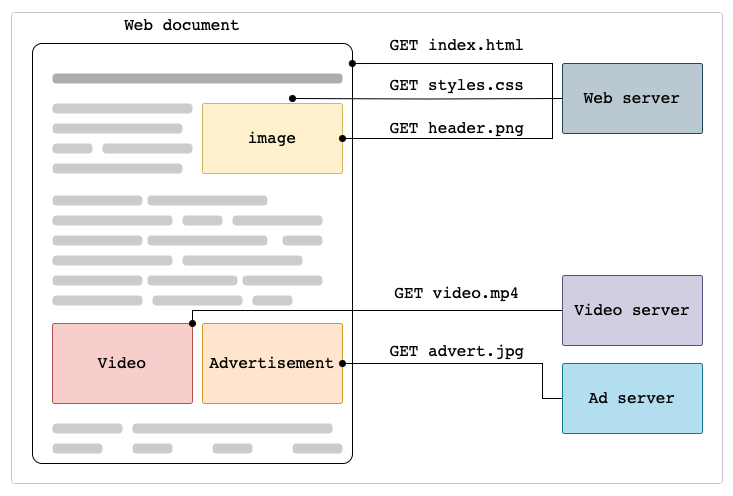 Web document
GET index.html
GET styles.css
Web server
GET header.png
image
GET video.mp4
Video server
GET advert.jpg
Video
Advertisement
Ad server